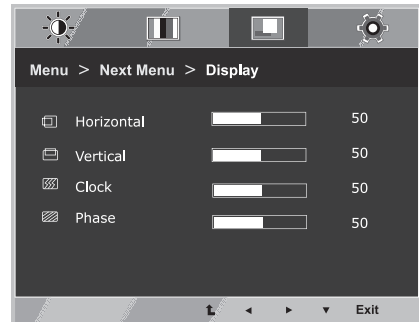 Menu > Next Menu > Display
Horizontal 50
Vertical 50
Clock 50
Phase 50
Exit